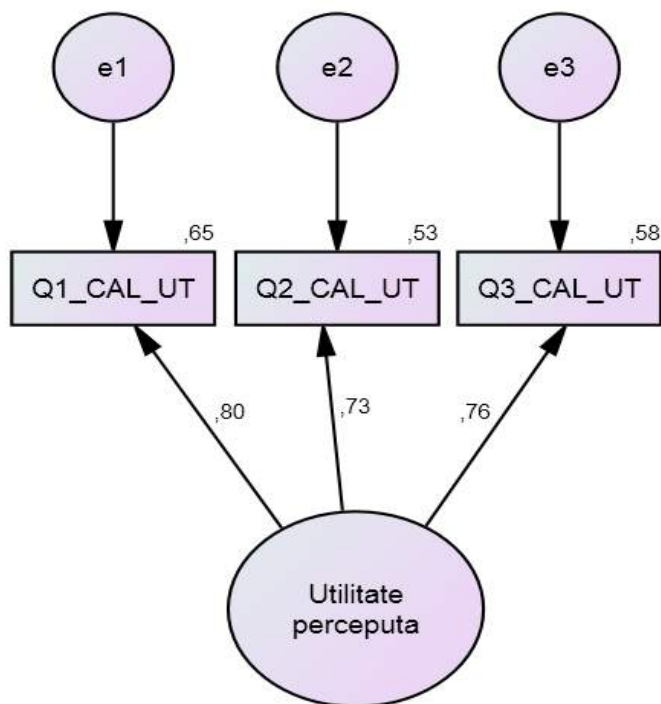 e1
e2
e3
,65
,53
,58
Q1_CAL_UT
Q2_CAL_UT
Q3_CAL_UT
,80
,73
,76
Utilitate
perceputa